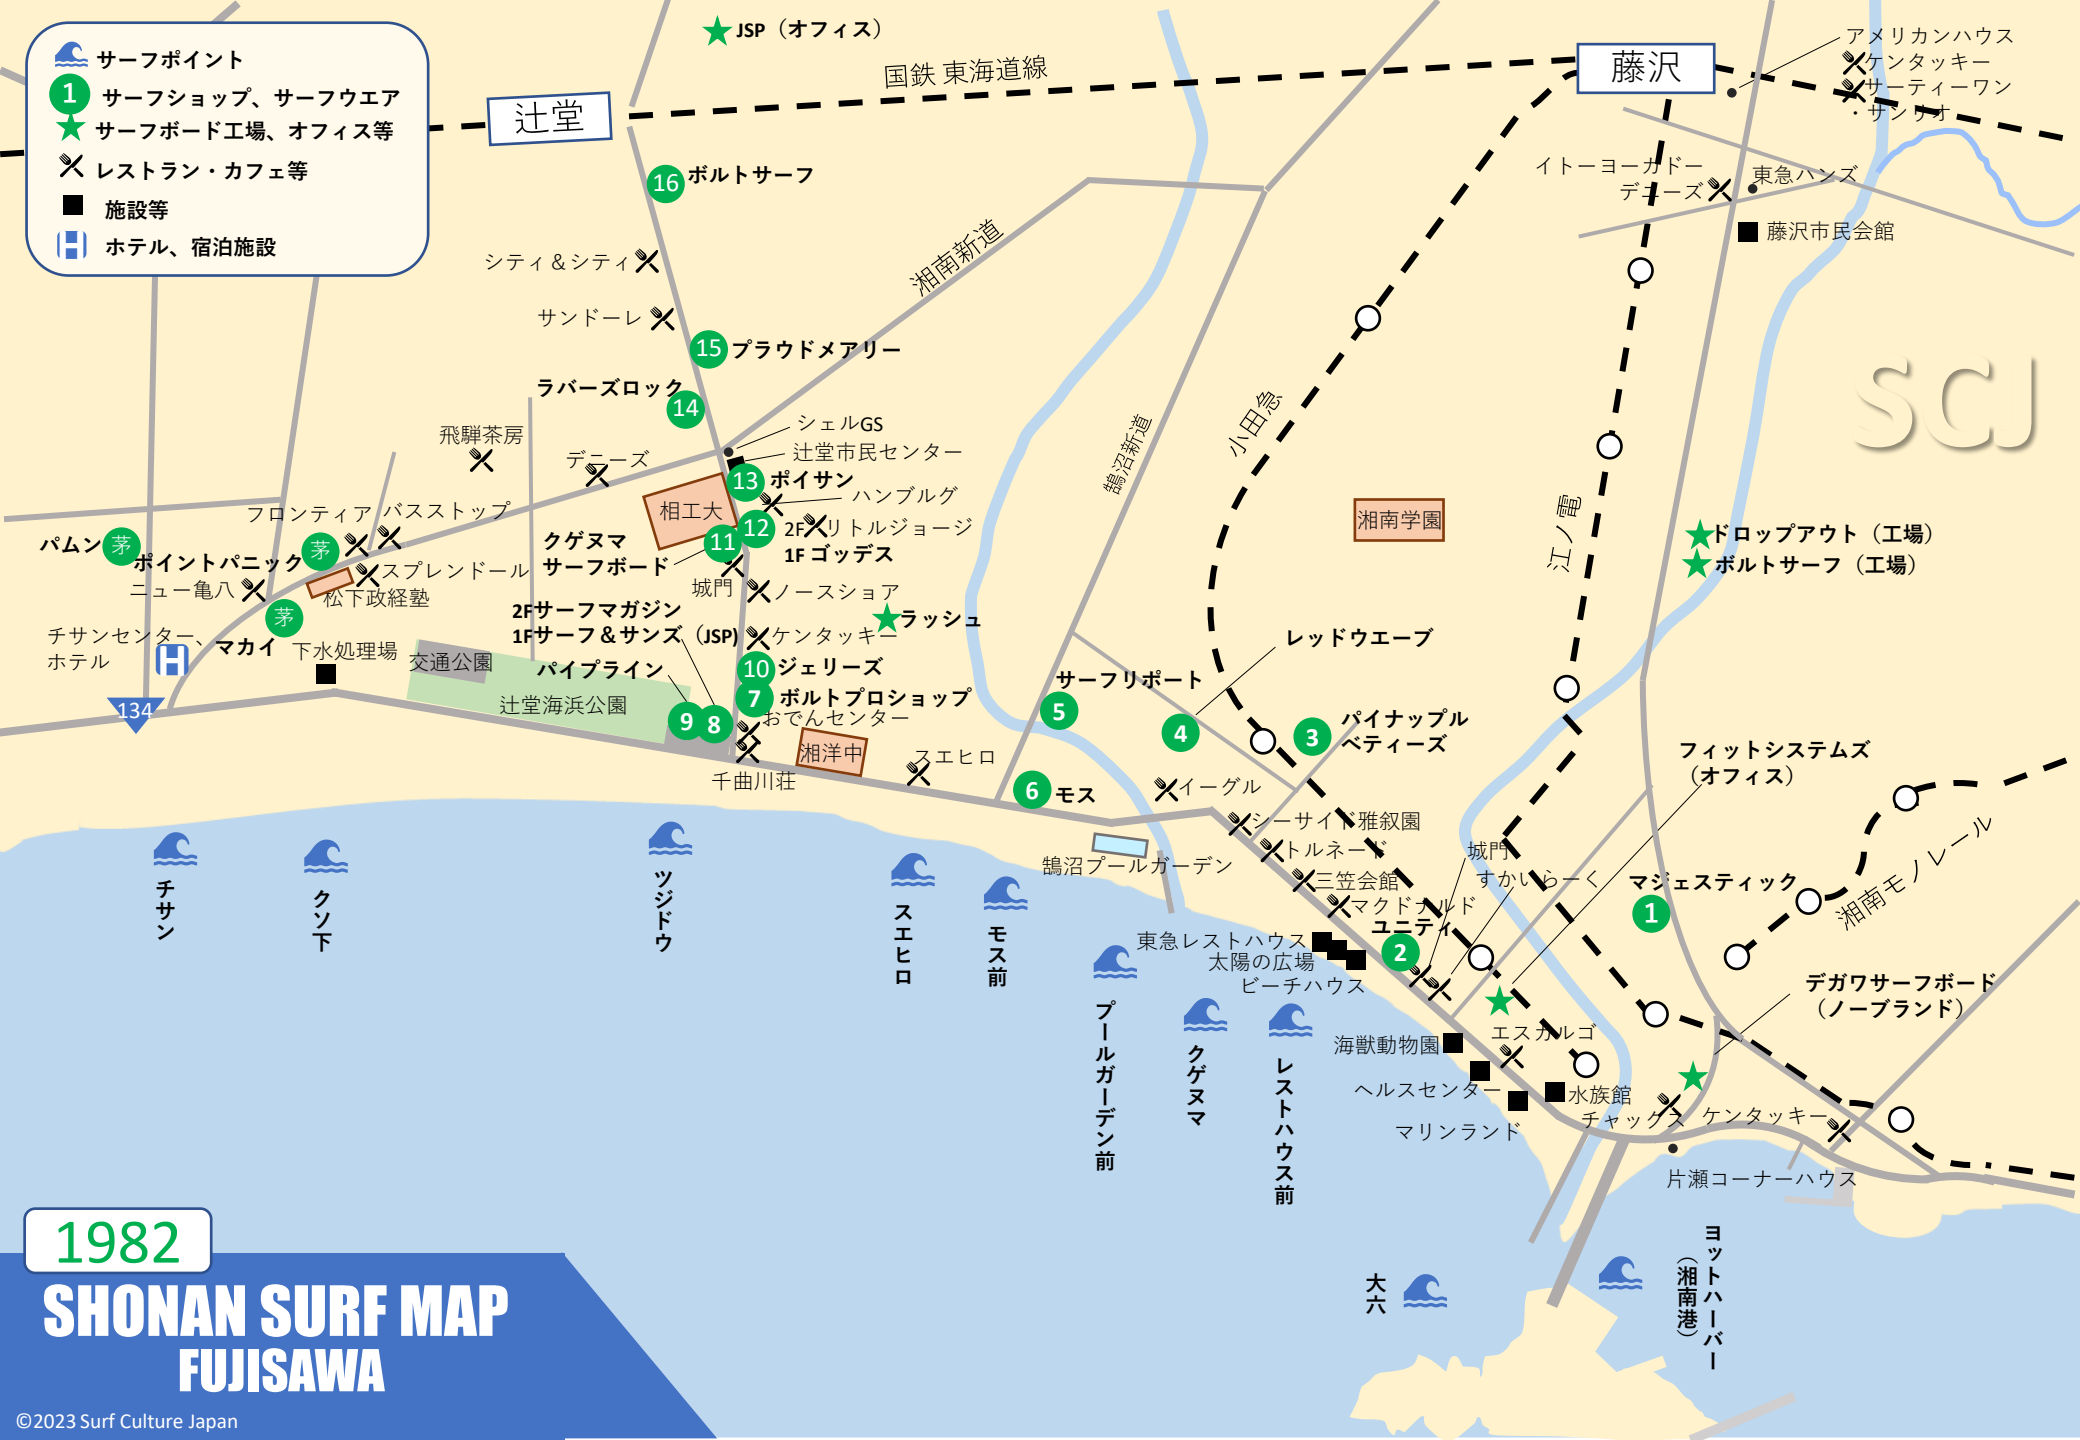 サーフポイント
1 サーフショップ、サーフウエア
サーフボード工場、オフィス等
レストラン・カフェ等
施設等
ホテル、宿泊施設
JSP（オフィス）
国鉄 東海道線
辻堂
藤沢
アメリカンハウス
ケンタッキー
サーティーワン
・サンリオ
イトーヨーカドー
デニーズ
東急ハンズ
藤沢市民会館
16 ボルトサーフ
シティ＆シティ
サンドーレ
湘南新道
15 プラウドメアリー
ラバーズロック
14
シェルGS
辻堂市民センター
飛騨茶房
デニーズ
13 ポイサン
相工大
ハンブルグ
12
2F リトルジョージ
1F ゴッデス
クゲヌマ
サーフボード
11
城門
ノースショア
フロンティア
バスストップ
パムン 茅
ポイントパニック 茅
ニュー亀八
スプレンドール
松下政経塾
茅
マカイ
チサンセンター、
ホテル
下水処理場
134
交通公園
辻堂海浜公園
2Fサーフマガジン
1Fサーフ＆サンズ（JSP）
ケンタッキー
ラッシュ
パイプライン
10 ジェリーズ
7 ボルトプロショップ
9 8
おでんセンター
千曲川荘
湘洋中
スエヒロ
鵠沼新道
小田急
江ノ電
湘南学園
SCJ
ドロップアウト（工場）
ボルトサーフ（工場）
レッドウエーブ
サーフリポート
5
4
3 パイナップル
ベティーズ
6 モス
イーグル
シーサイド雅叙園
トルネード
鵠沼プールガーデン
三笠会館
マクドナルド
ユニティ
2
城門
すかいらーく
フィットシステムズ
（オフィス）
マジェスティック
1
湘南モノレール
東急レストハウス
太陽の広場
ビーチハウス
デガワサーフボード
（ノーブランド）
海獣動物園
エスカルゴ
ヘルスセンター
マリンランド
水族館
チャックス
ケンタッキー
片瀬コーナーハウス
チサン
クソ下
ツジドウ
スエヒロ
モス前
プールガーデン前
クゲヌマ
レストハウス前
大六
ヨットハーバー
（湘南港）
1982
SHONAN SURF MAP
FUJISAWA
©2023 Surf Culture Japan